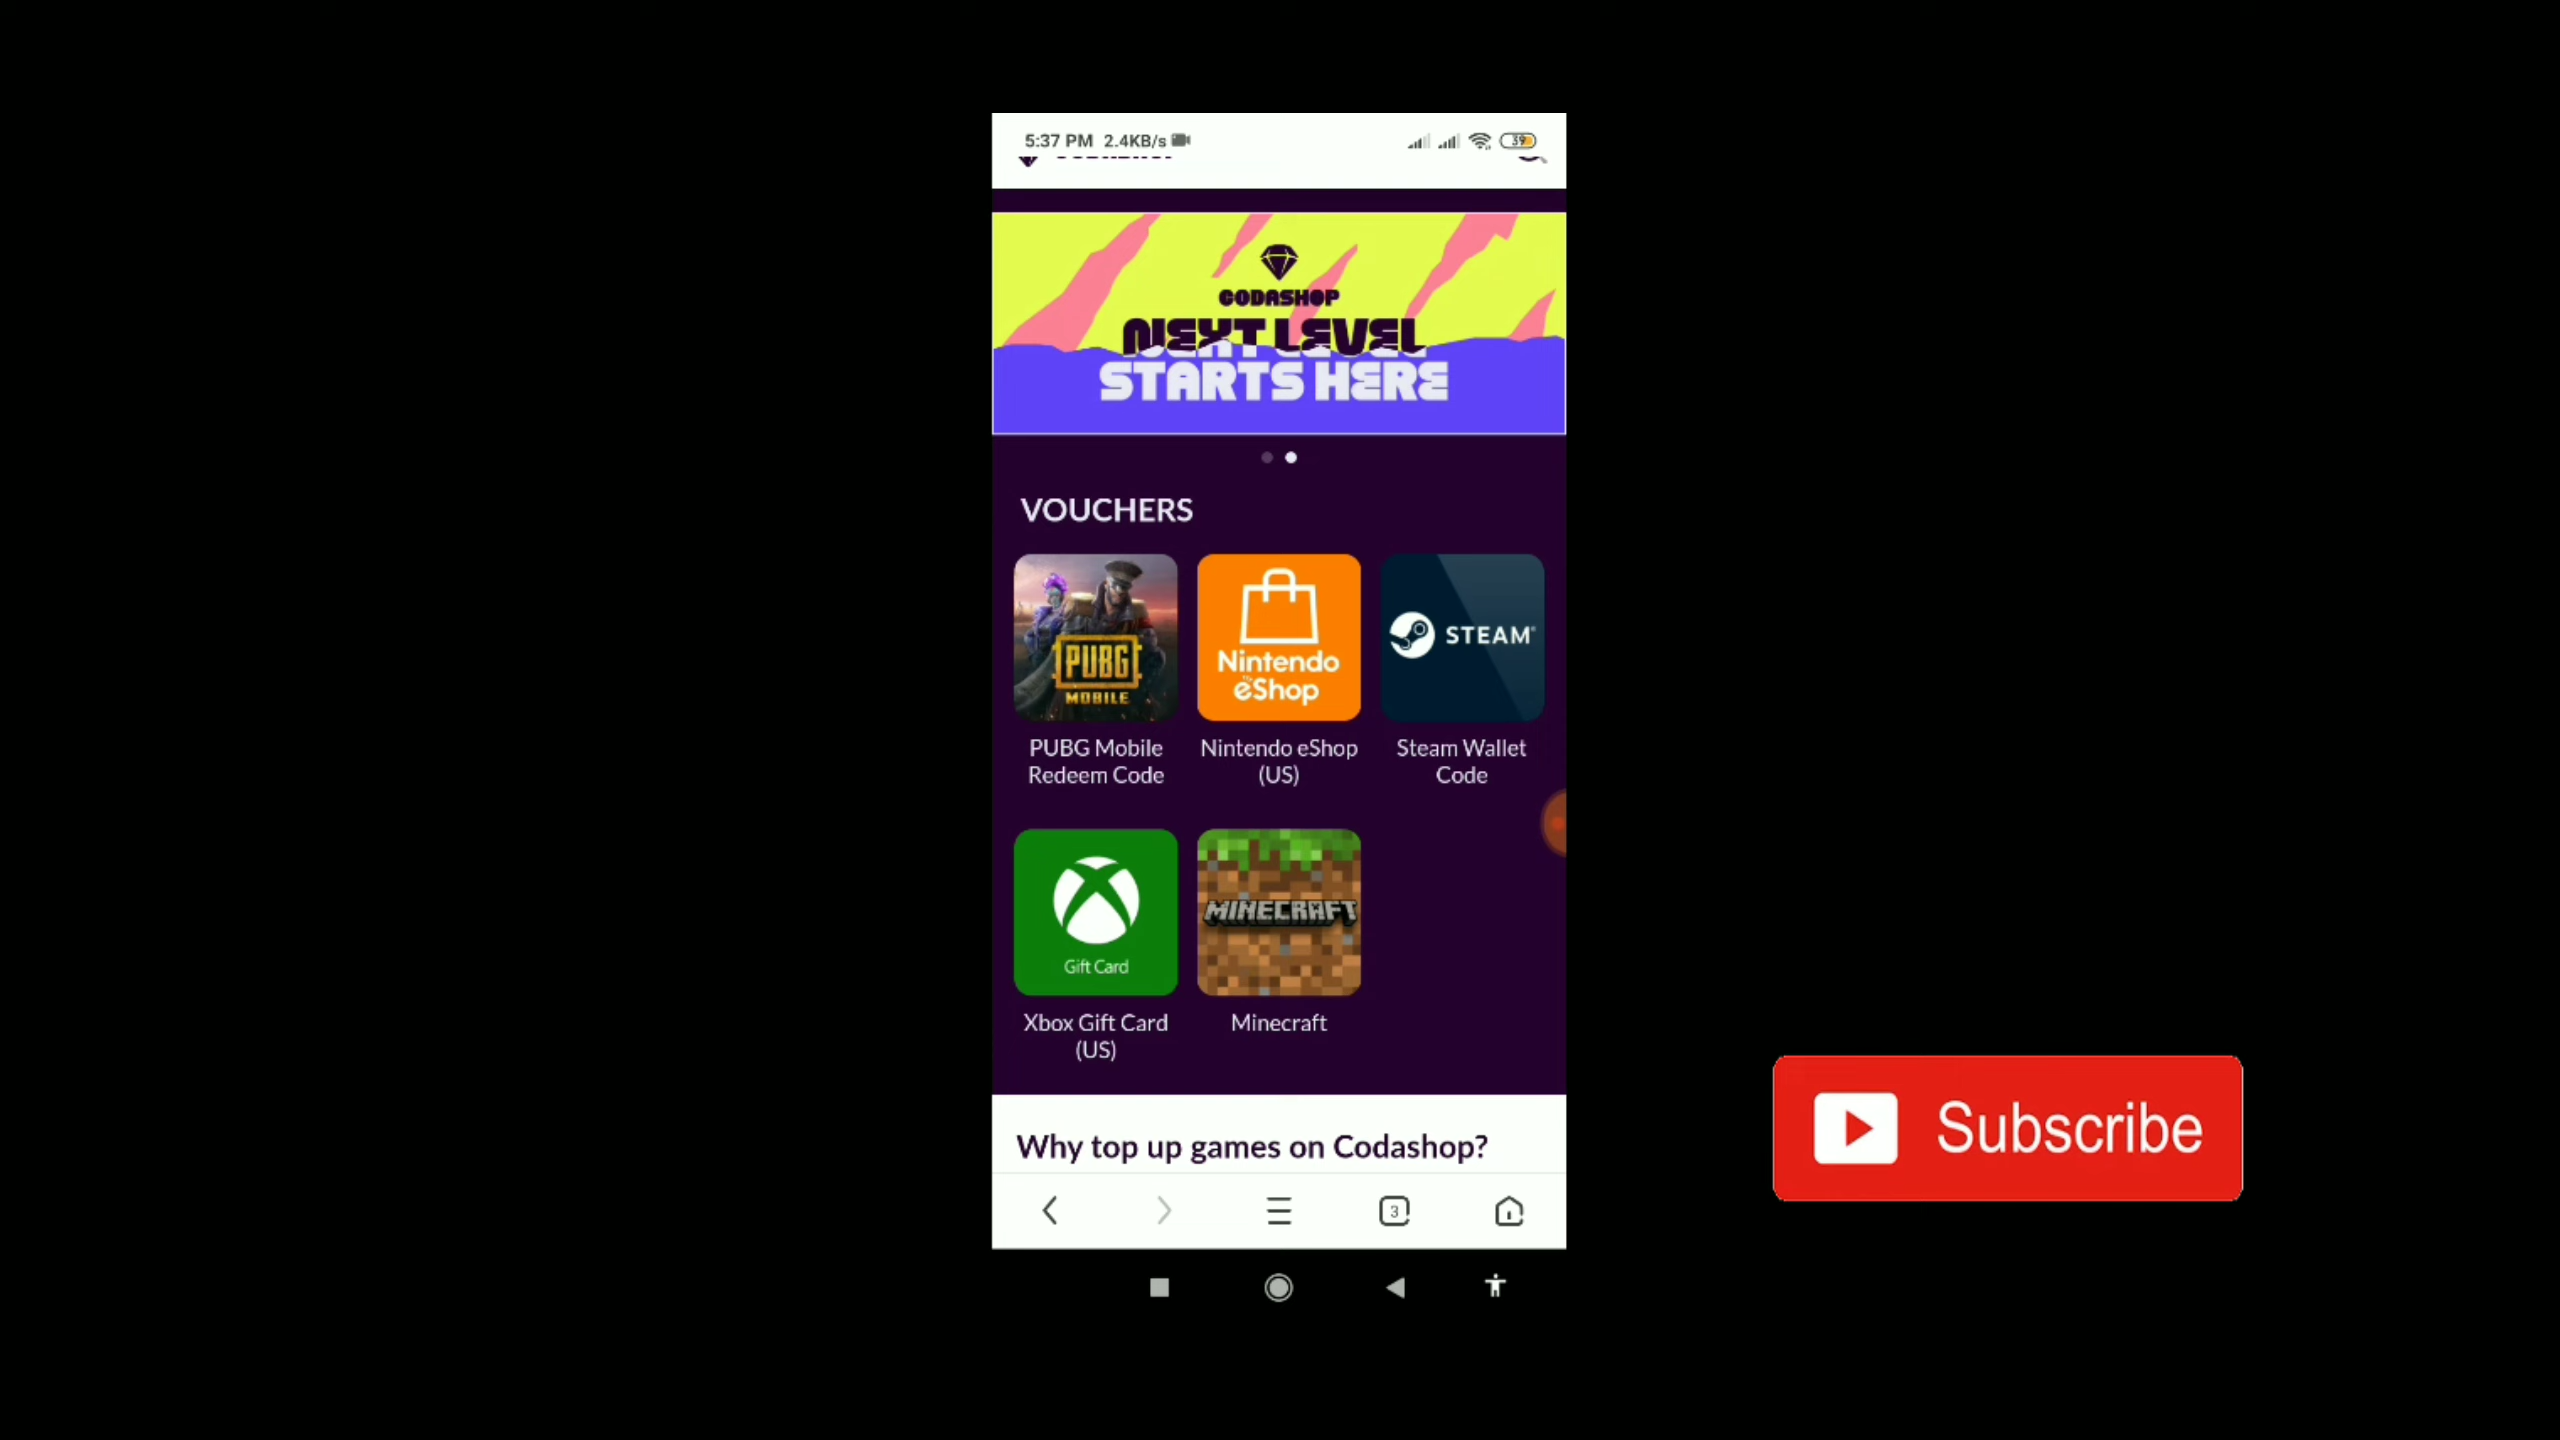 5:37 PM 2.4KB/s
39
CODASHOP
NEXT LEVEL
STARTS HERE
VOUCHERS
PUBG
MOBILE
Nintendo
eShop
STEAM
PUBG Mobile
Redeem Code
Nintendo eShop
(US)
Steam Wallet
Code
Gift Card
MINECRAFT
Xbox Gift Card
(US)
Minecraft
Why top up games on Codashop?
3
Subscribe